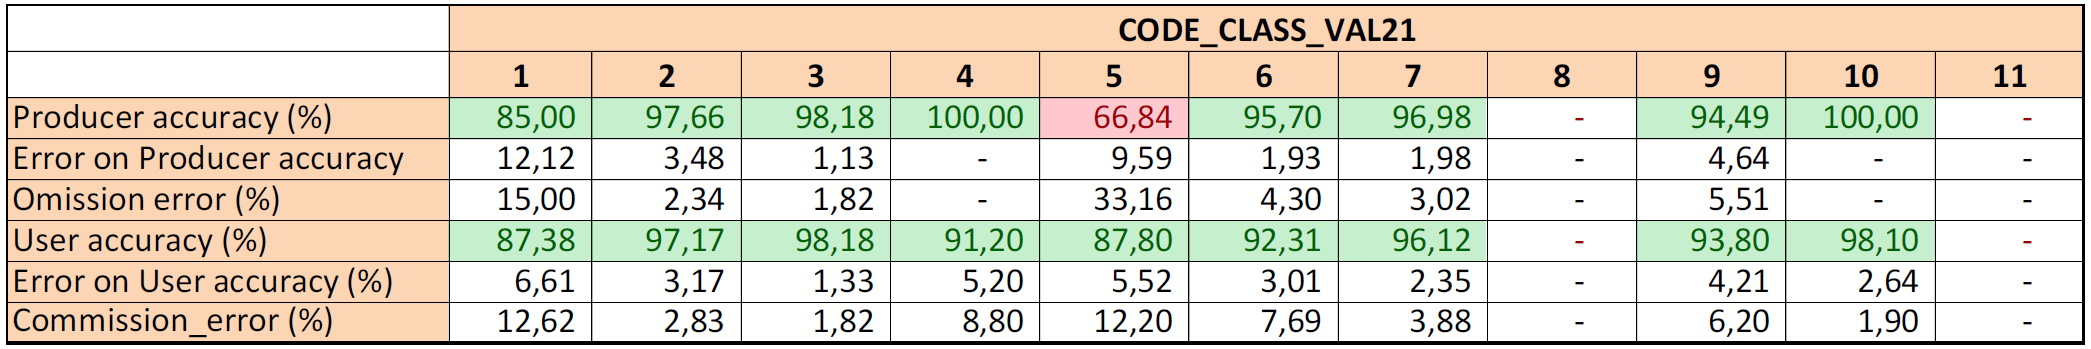 CODE_CLASS_VAL21
1 2 3 4 5 6 7 8 9 10 11
Producer accuracy (%) 85,00 97,66 98,18 100,00 66,84 95,70 96,98 - 94,49 100,00 -
Error on Producer accuracy 12,12 3,48 1,13 - 9,59 1,93 1,98 - 4,64 - -
Omission error (%) 15,00 2,34 1,82 - 33,16 4,30 3,02 - 5,51 - -
User accuracy (%) 87,38 97,17 98,18 91,20 87,80 92,31 96,12 - 93,80 98,10 -
Error on User accuracy (%) 6,61 3,17 1,33 5,20 5,52 3,01 2,35 - 4,21 2,64 -
Commission_error (%) 12,62 2,83 1,82 8,80 12,20 7,69 3,88 - 6,20 1,90 -